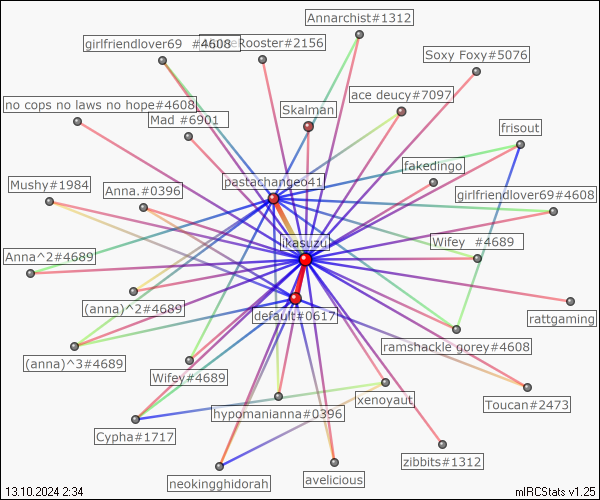 Annarchist#1312
girlfriendlover69 #4608
Rooster#2156
Soxy Foxy#5076
ace deucy#7097
no cops no laws no hope#4608
Skalman
Mad #6901
frisout
fakedingo
pastachangeo41
Mushy#1984
Anna.#0396
girlfriendlover69#4608
ikasuzu
Wifey #4689
Anna^2#4689
(anna)^2#4689
default#0617
rattgaming
ramshackle gorey#4608
(anna)^3#4689
Wifey#4689
xenoyaut
Toucan#2473
hypomanianna#0396
Cypha#1717
zibbits#1312
neokingghidorah
avelicious
13.10.2024 2:34
mIRCStats v1.25